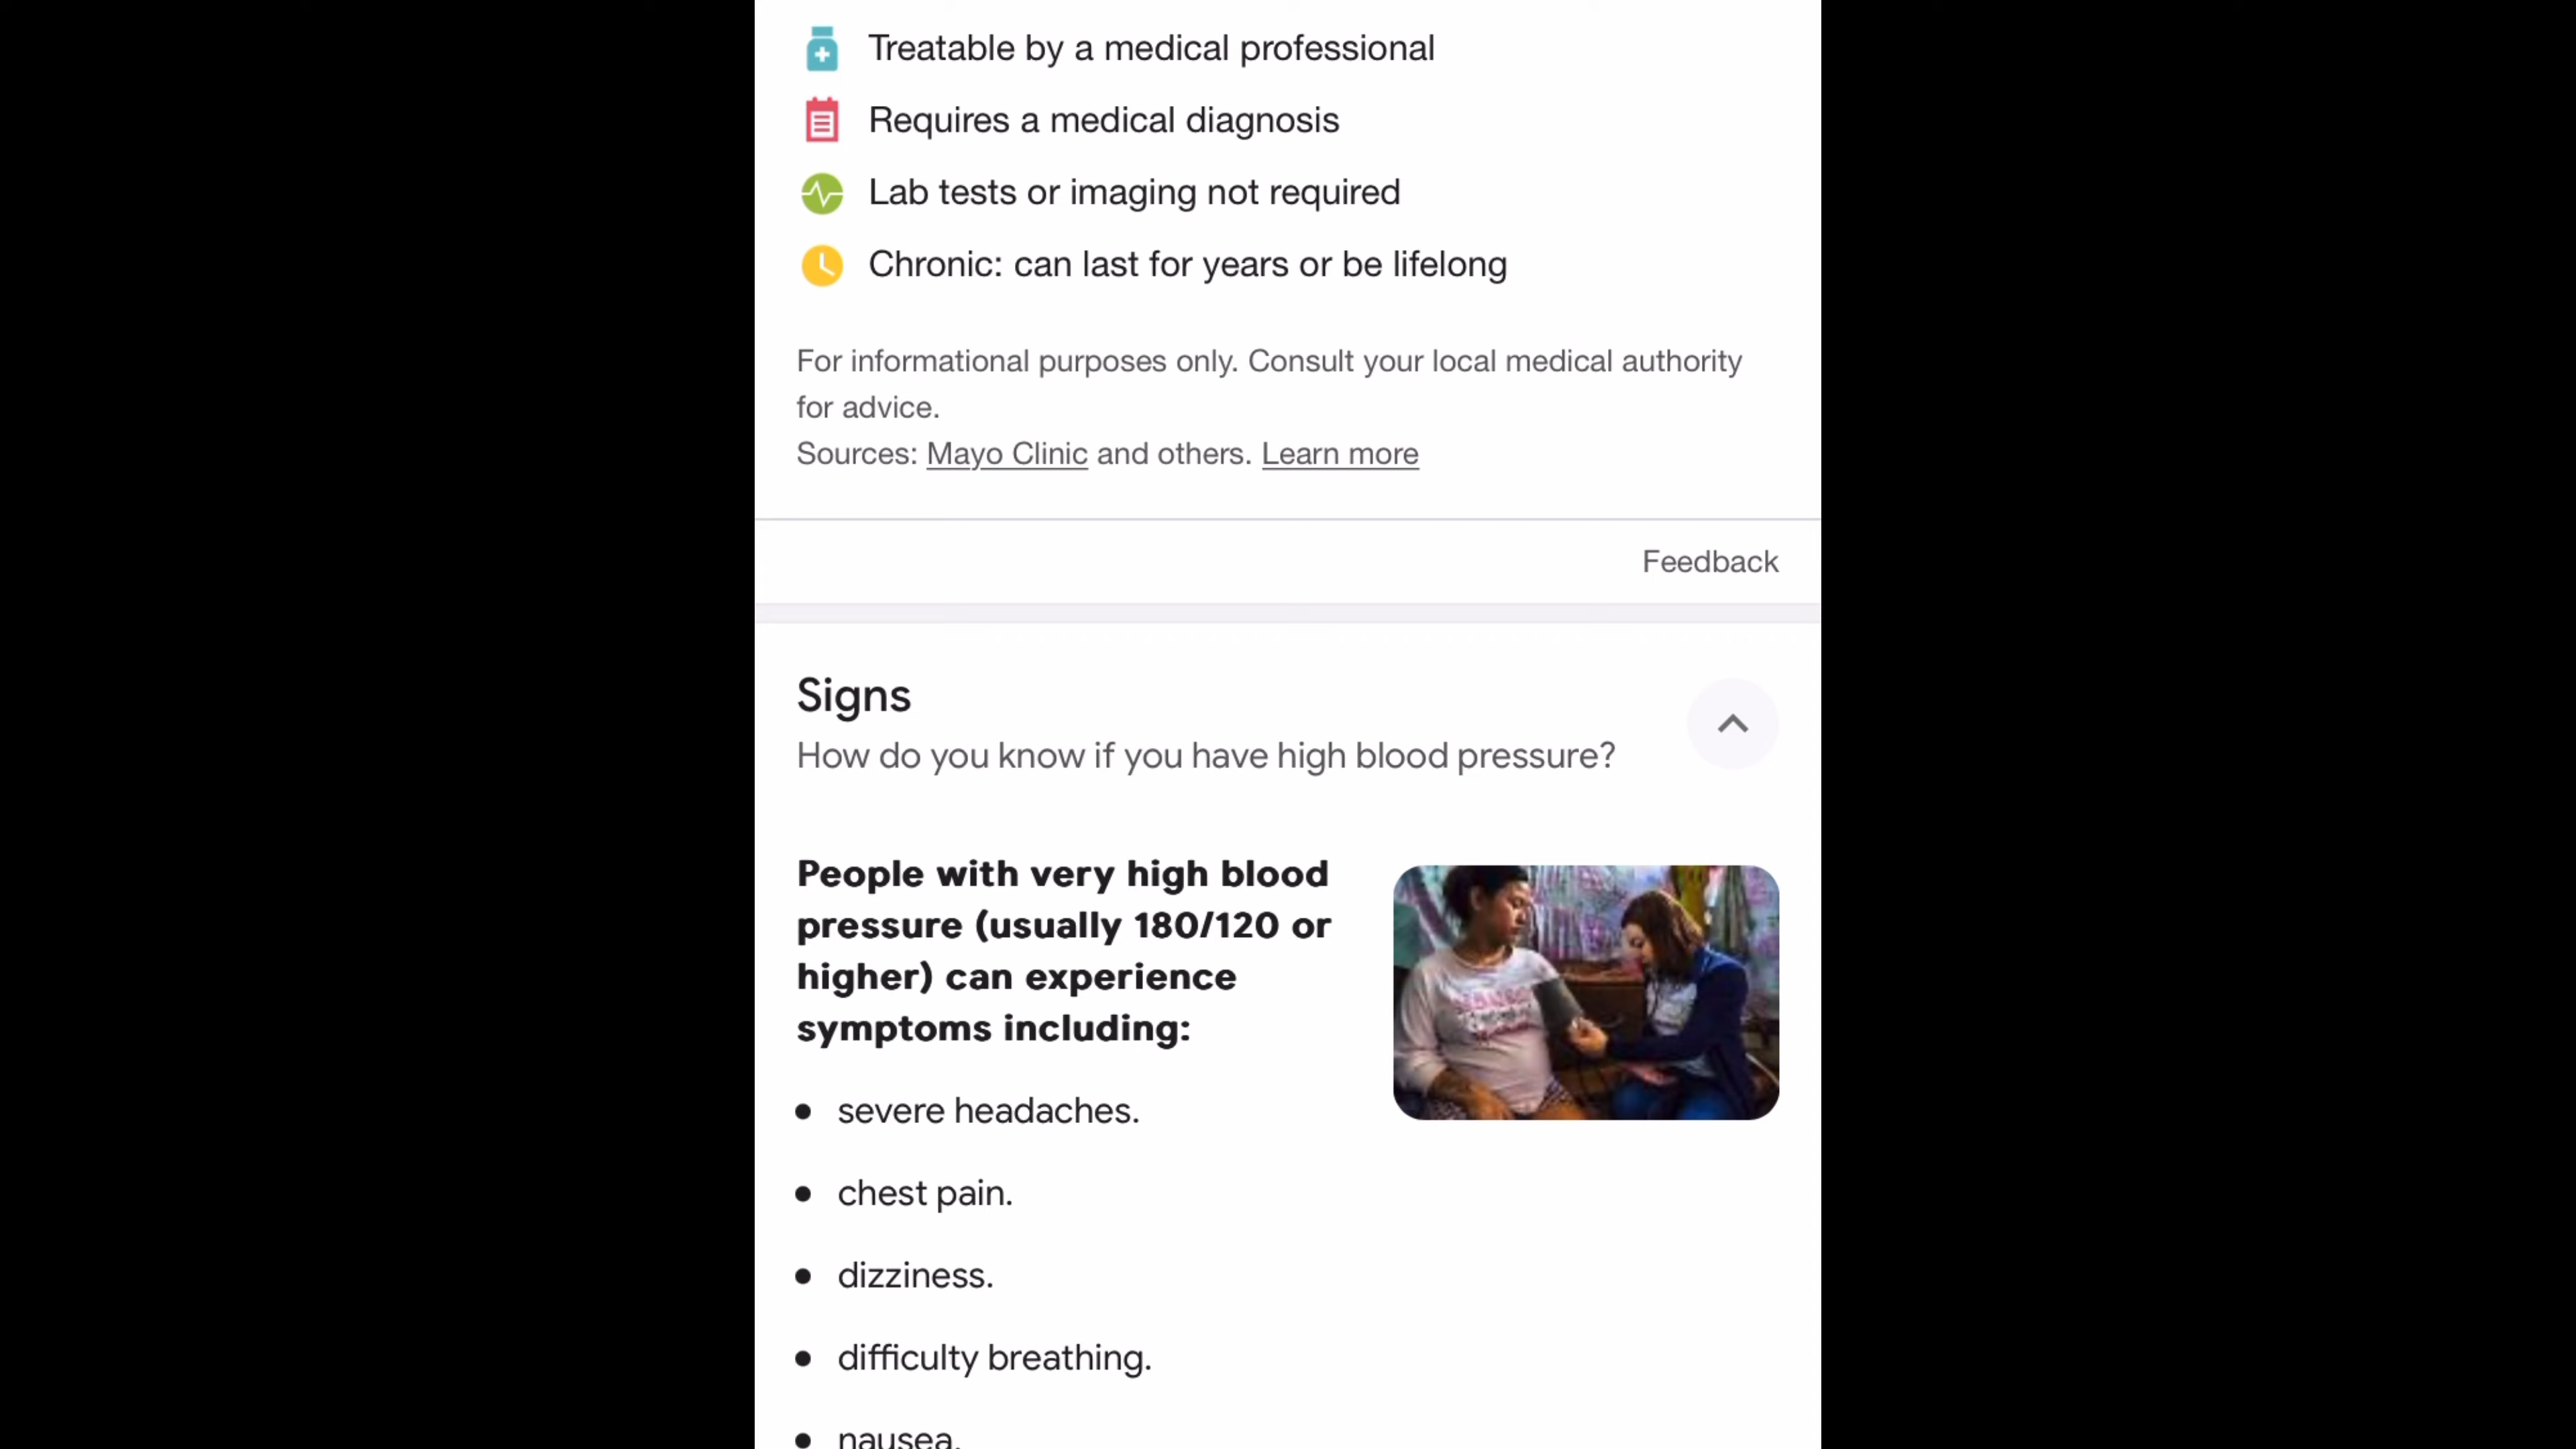 Treatable by a medical professional
Requires a medical diagnosis
Lab tests or imaging not required
Chronic: can last for years or be lifelong
For informational purposes only. Consult your local medical authority
for advice.
Sources: Mayo Clinic and others. Learn more
Feedback
Signs
How do you know if you have high blood pressure?
People with very high blood
pressure (usually 180/120 or
higher) can experience
symptoms including:
severe headaches.
chest pain.
dizziness.
difficulty breathing.
nausea.